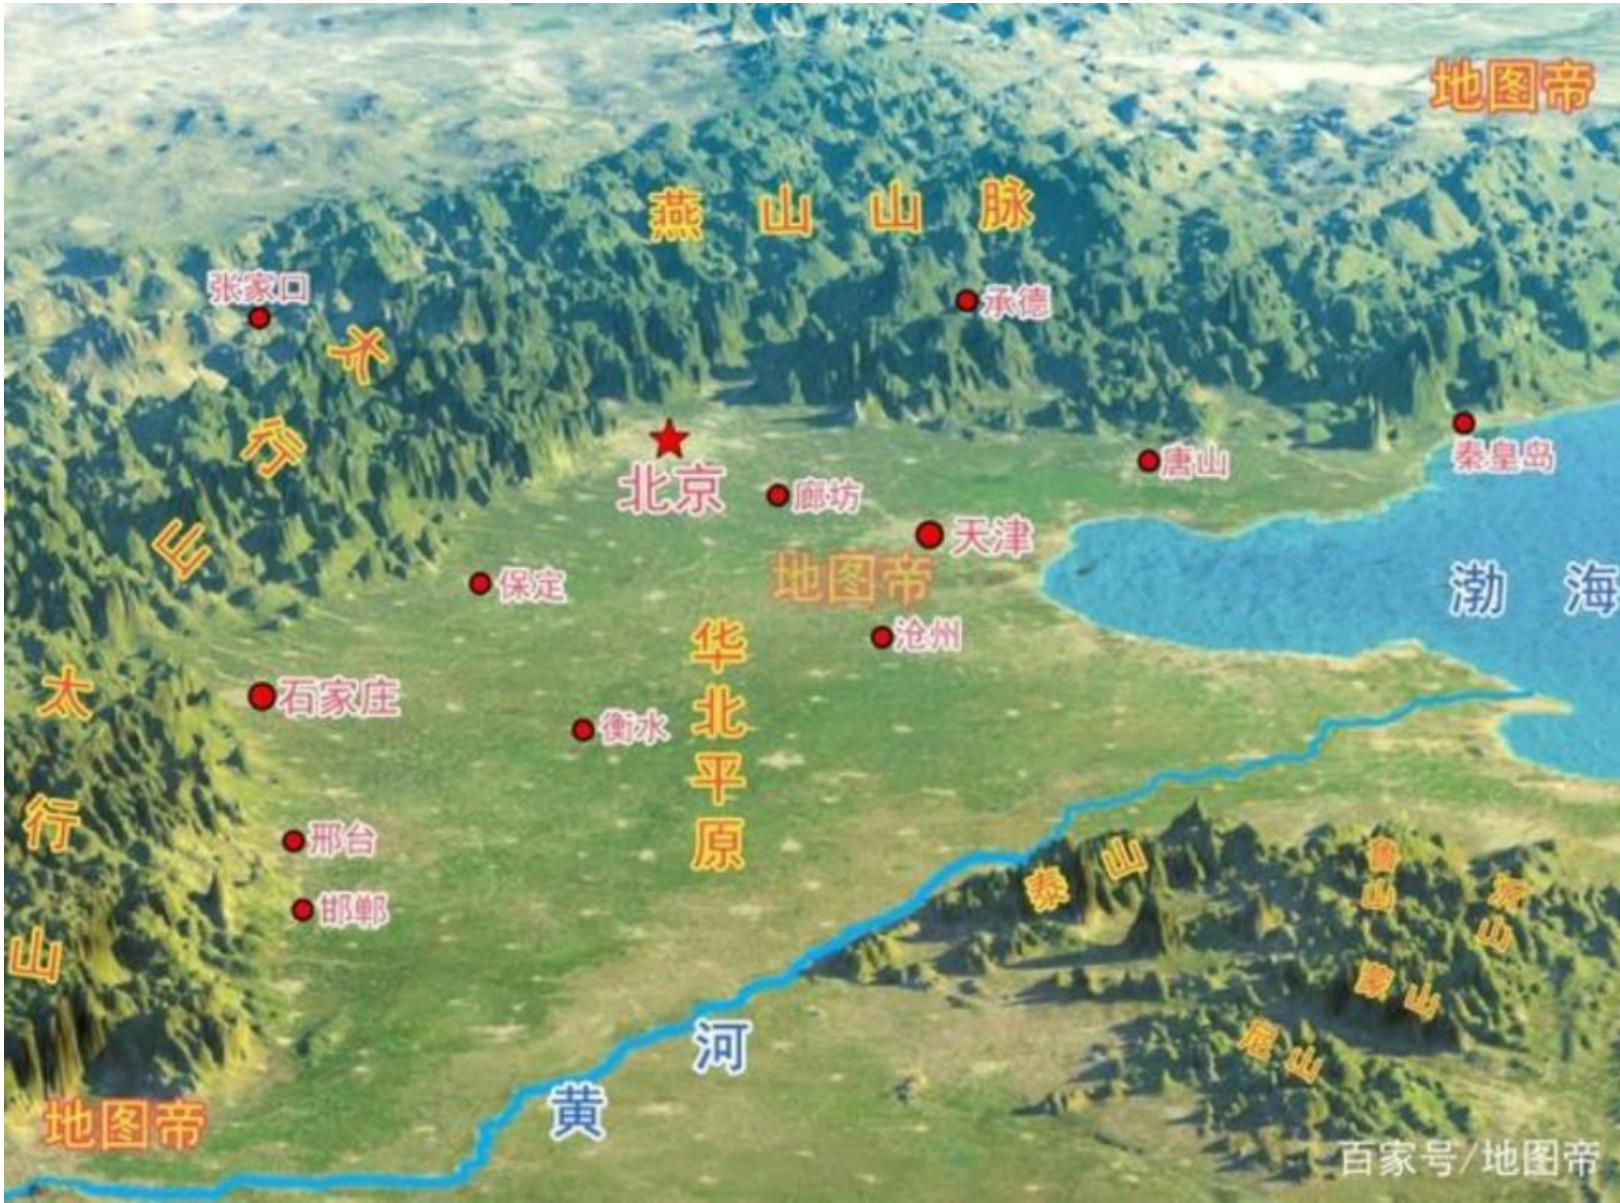 地图帝
燕山山脉
张家口
承德
太行山
北京
廊坊
唐山
秦皇岛
天津
地图帝
保定
渤海
沧州
华北平原
太行山
石家庄
衡水
邢台
邯郸
泰山
鲁山
沂山
蒙山
尼山
黄河
地图帝
百家号/地图帝